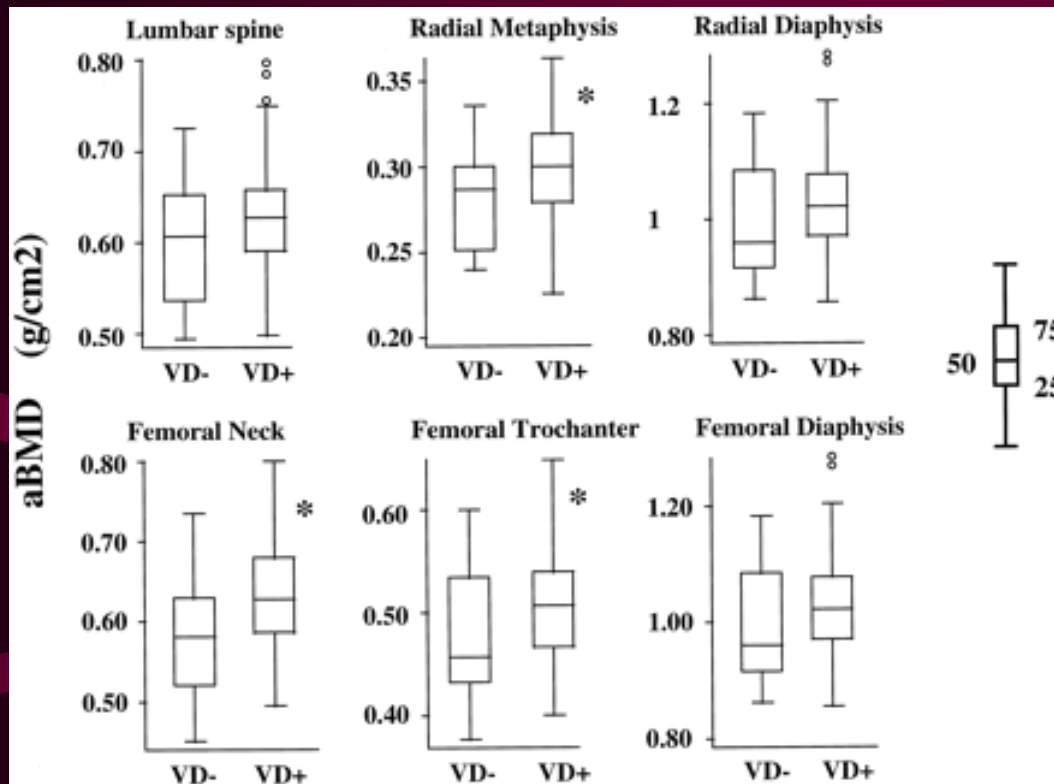 aBMD (g/cm2)
Lumbar spine
0.80
0.70
0.60
0.50
VD- VD+
Radial Metaphysis
0.35
0.30
0.25
0.20
*
VD- VD+
Radial Diaphysis
1.2
1
0.80
VD- VD+
75
50
25
Femoral Neck
0.80
0.70
0.60
0.50
*
VD- VD+
Femoral Trochanter
0.60
0.50
0.40
*
VD- VD+
Femoral Diaphysis
1.20
1.00
0.80
VD- VD+